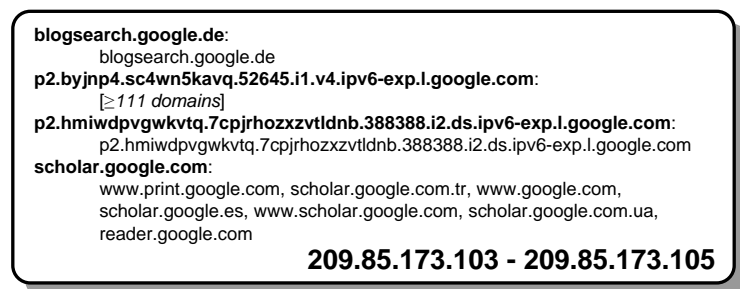 blogsearch.google.de:
blogsearch.google.de
p2.byjnp4.sc4wn5kavq.52645.i1.v4.ipv6-exp.l.google.com:
[≥111 domains]
p2.hmiwdpvgwkvtq.7cpjrhozxzvtldnb.388388.i2.ds.ipv6-exp.l.google.com:
p2.hmiwdpvgwkvtq.7cpjrhozxzvtldnb.388388.i2.ds.ipv6-exp.l.google.com
scholar.google.com:
www.print.google.com, scholar.google.com.tr, www.google.com,
scholar.google.es, www.scholar.google.com, scholar.google.com.ua,
reader.google.com
209.85.173.103 - 209.85.173.105